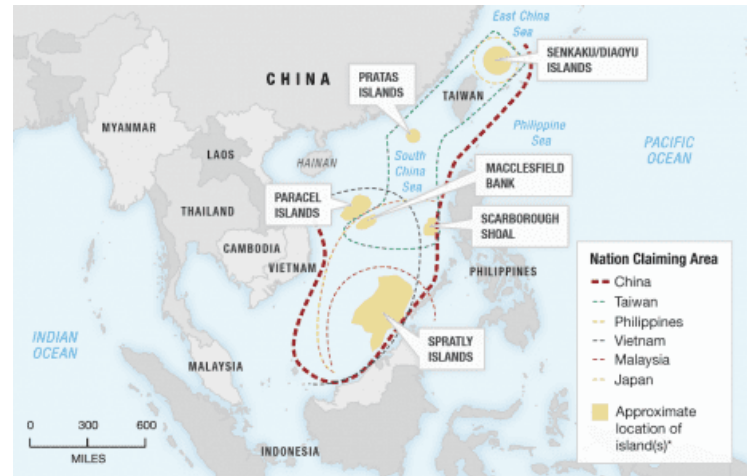 East China
Sea
SENKAKU/DIAOYU
ISLANDS
CHINA
PRATAS
ISLANDS
TAIWAN
MYANMAR
Philippine
Sea
PACIFIC
OCEAN
LAOS
HAINAN
South
China
Sea
MACCLESFIELD
BANK
PARACEL
ISLANDS
THAILAND
SCARBOROUGH
SHOAL
CAMBODIA
VIETNAM
PHILIPPINES
Nation Claiming Area
China
Taiwan
Philippines
Vietnam
Malaysia
Japan
Approximate
location of
island(s)*
INDIAN
OCEAN
SPRATLY
ISLANDS
MALAYSIA
0 300 600
MILES
INDONESIA